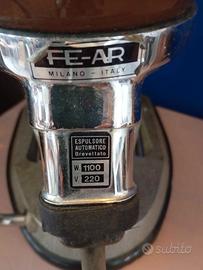 FE-AR
MILANO - ITALY
ESPULSORE
AUTOMATICO
Brevettato
W 1100
V 220
subito